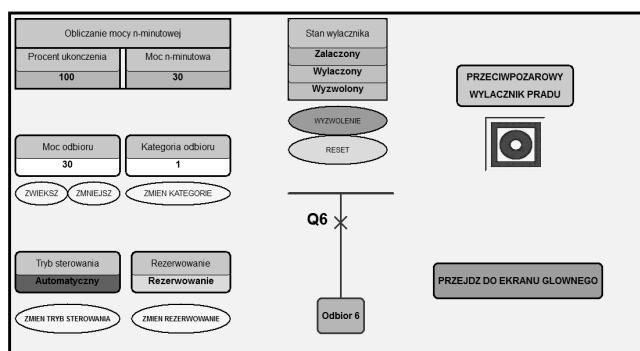 Obliczanie mocy n-minutowej
Procent ukonczenia
Moc n-minutowa
100
30
Stan wylacznika
Zalaczony
Wylaczony
Wyzwolony
WYZWOLENIE
RESET
PRZECIWPOZAROWY
WYLACZNIK PRADU
Moc odbioru
Kategoria odbioru
30
1
ZWIEKSZ
ZMNIEJSZ
ZMIEN KATEGORIE
Q6
Tryb sterowania
Rezerwowanie
Automatyczny
Rezerwowanie
ZMIEN TRYB STEROWANIA
ZMIEN REZERWOWANIE
Odbior 6
PRZEJDZ DO EKRANU GLOWNEGO